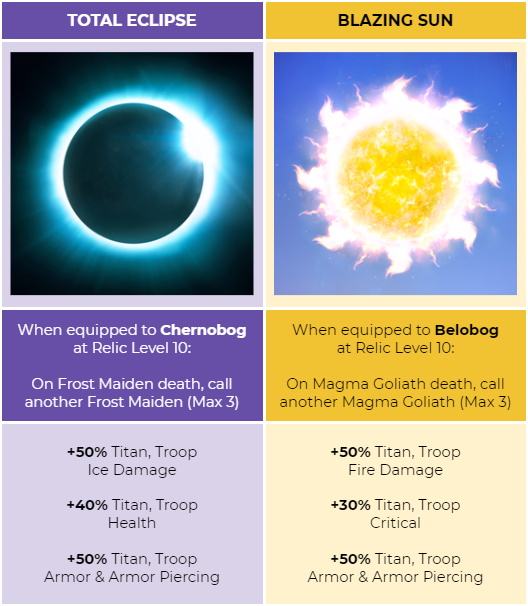 TOTAL ECLIPSE
BLAZING SUN
When equipped to Chernobog
at Relic Level 10:
On Frost Maiden death, call
another Frost Maiden (Max 3)
When equipped to Belobog
at Relic Level 10:
On Magma Goliath death, call
another Magma Goliath (Max 3)
+50% Titan, Troop
Ice Damage
+40% Titan, Troop
Health
+50% Titan, Troop
Armor & Armor Piercing
+50% Titan, Troop
Fire Damage
+30% Titan, Troop
Critical
+50% Titan, Troop
Armor & Armor Piercing